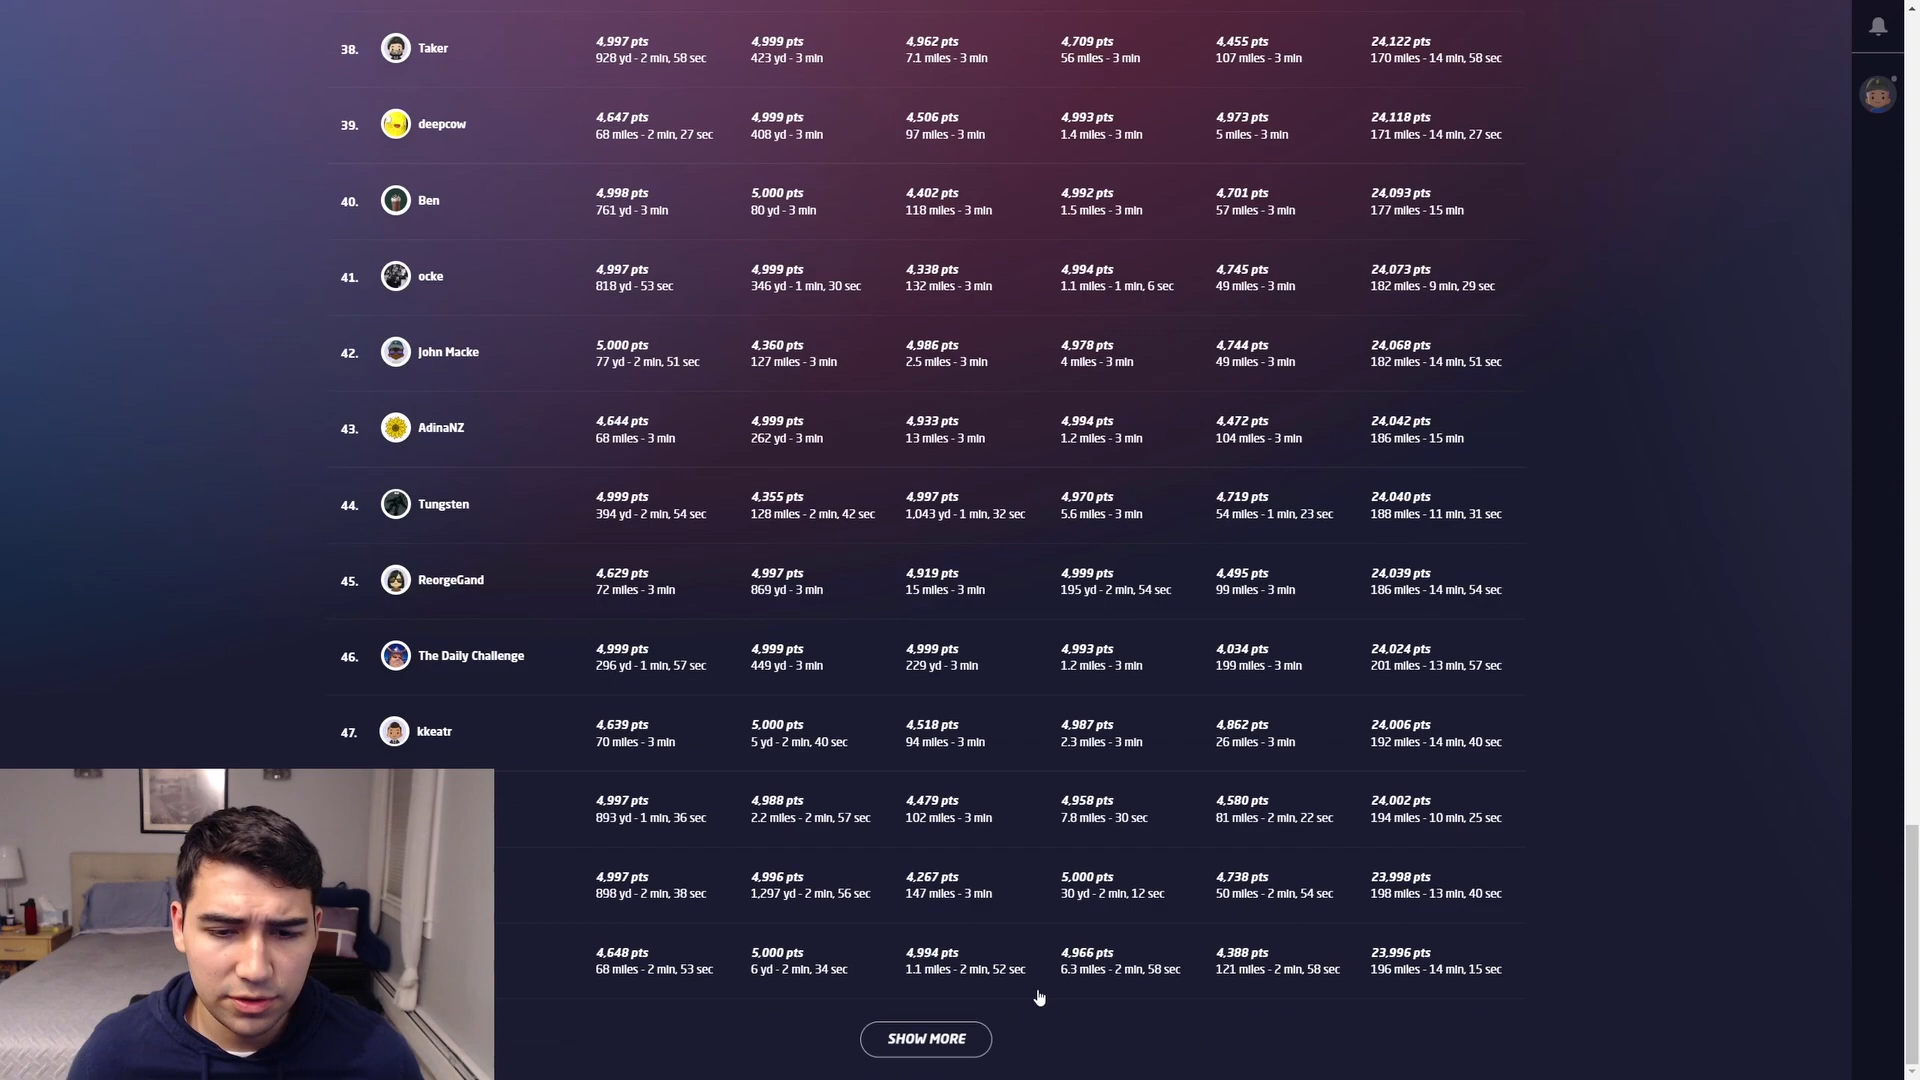 38. Taker 4,997 pts 4,999 pts 4,962 pts 4,709 pts 4,455 pts 24,122 pts
928 yd - 2 min, 58 sec 423 yd - 3 min 7.1 miles - 3 min 56 miles - 3 min 107 miles - 3 min 170 miles - 14 min, 58 sec
39. deepcow 4,647 pts 4,999 pts 4,506 pts 4,993 pts 4,973 pts 24,118 pts
68 miles - 2 min, 27 sec 408 yd - 3 min 97 miles - 3 min 1.4 miles - 3 min 5 miles - 3 min 171 miles - 14 min, 27 sec
40. Ben 4,998 pts 5,000 pts 4,402 pts 4,992 pts 4,701 pts 24,093 pts
761 yd - 3 min 80 yd - 3 min 118 miles - 3 min 1.5 miles - 3 min 57 miles - 3 min 177 miles - 15 min
41. ocke 4,997 pts 4,999 pts 4,338 pts 4,994 pts 4,745 pts 24,073 pts
818 yd - 53 sec 346 yd - 1 min, 30 sec 132 miles - 3 min 1.1 miles - 1 min, 6 sec 49 miles - 3 min 182 miles - 9 min, 29 sec
42. John Macke 5,000 pts 4,360 pts 4,986 pts 4,978 pts 4,744 pts 24,068 pts
77 yd - 2 min, 51 sec 127 miles - 3 min 2.5 miles - 3 min 4 miles - 3 min 49 miles - 3 min 182 miles - 14 min, 51 sec
43. AdinaNZ 4,644 pts 4,999 pts 4,933 pts 4,994 pts 4,472 pts 24,042 pts
68 miles - 3 min 262 yd - 3 min 13 miles - 3 min 1.2 miles - 3 min 104 miles - 3 min 186 miles - 15 min
44. Tungsten 4,999 pts 4,355 pts 4,997 pts 4,970 pts 4,719 pts 24,040 pts
394 yd - 2 min, 54 sec 128 miles - 2 min, 42 sec 1,043 yd - 1 min, 32 sec 5.6 miles - 3 min 54 miles - 1 min, 23 sec 188 miles - 11 min, 31 sec
45. ReorgeGand 4,629 pts 4,997 pts 4,919 pts 4,999 pts 4,495 pts 24,039 pts
72 miles - 3 min 869 yd - 3 min 15 miles - 3 min 195 yd - 2 min, 54 sec 99 miles - 3 min 186 miles - 14 min, 54 sec
46. The Daily Challenge 4,999 pts 4,999 pts 4,999 pts 4,993 pts 4,034 pts 24,024 pts
296 yd - 1 min, 57 sec 449 yd - 3 min 229 yd - 3 min 1.2 miles - 3 min 199 miles - 3 min 201 miles - 13 min, 57 sec
47. kkeatr 4,639 pts 5,000 pts 4,518 pts 4,987 pts 4,862 pts 24,006 pts
70 miles - 3 min 5 yd - 2 min, 40 sec 94 miles - 3 min 2.3 miles - 3 min 26 miles - 3 min 192 miles - 14 min, 40 sec
4,997 pts 4,988 pts 4,479 pts 4,958 pts 4,580 pts 24,002 pts
893 yd - 1 min, 36 sec 2.2 miles - 2 min, 57 sec 102 miles - 3 min 7.8 miles - 30 sec 81 miles - 2 min, 22 sec 194 miles - 10 min, 25 sec
4,997 pts 4,996 pts 4,267 pts 5,000 pts 4,738 pts 23,998 pts
898 yd - 2 min, 38 sec 1,297 yd - 2 min, 56 sec 147 miles - 3 min 30 yd - 2 min, 12 sec 50 miles - 2 min, 54 sec 198 miles - 13 min, 40 sec
4,648 pts 5,000 pts 4,994 pts 4,966 pts 4,388 pts 23,996 pts
68 miles - 2 min, 53 sec 6 yd - 2 min, 34 sec 1.1 miles - 2 min, 52 sec 6.3 miles - 2 min, 58 sec 121 miles - 2 min, 58 sec 196 miles - 14 min, 15 sec
SHOW MORE